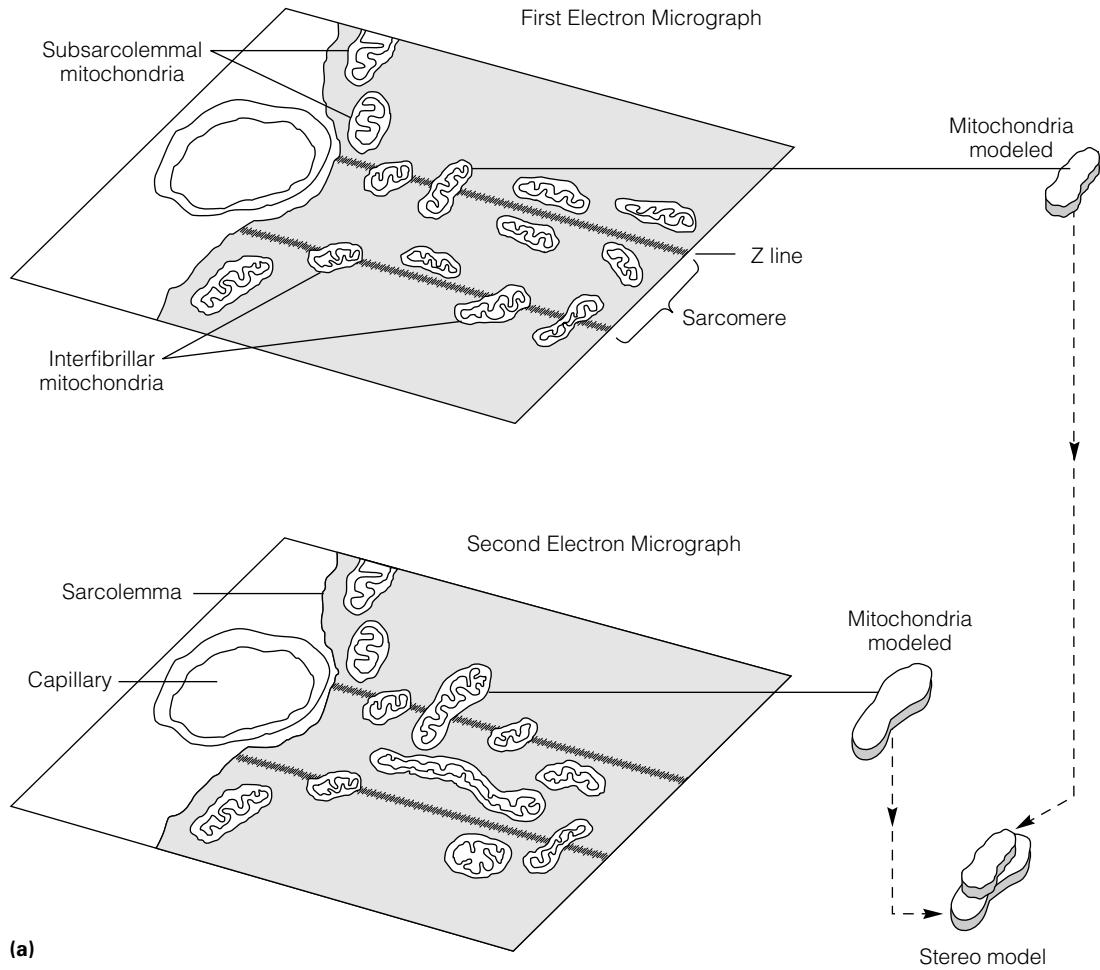 First Electron Micrograph
Subsarcolemmal
mitochondria
Mitochondria
modeled
Z line
Sarcomere
Interfibrillar
mitochondria
Second Electron Micrograph
Sarcolemma
Mitochondria
modeled
Capillary
(a)
Stereo model